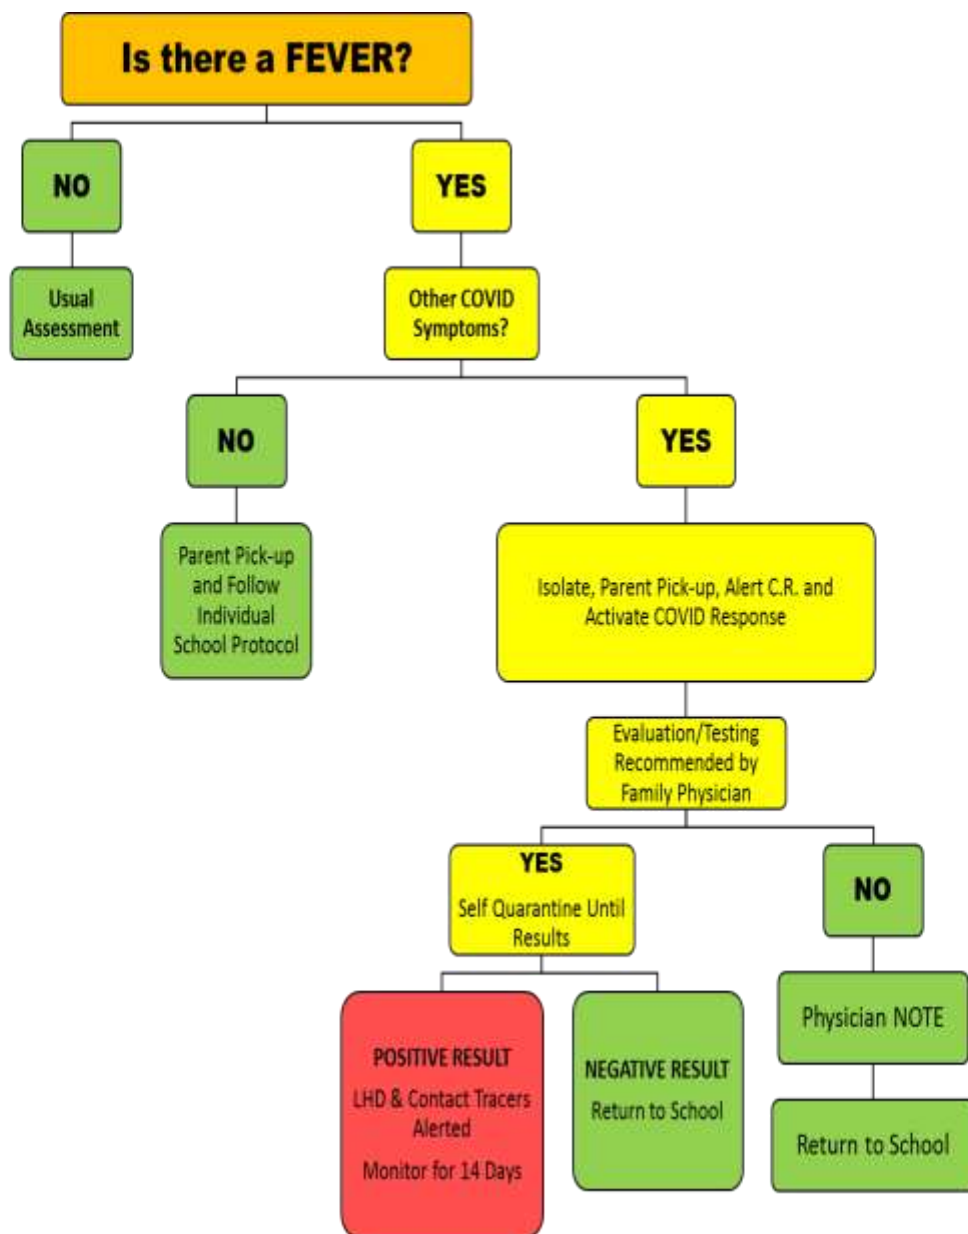 Is there a FEVER?
NO
YES
Usual
Assessment
Other COVID
Symptoms?
NO
YES
Parent Pick-up
and Follow
Individual
School Protocol
Isolate, Parent Pick-up, Alert C.R. and
Activate COVID Response
Evaluation/Testing
Recommended by
Family Physician
YES
Self Quarantine Until
Results
NO
POSITIVE RESULT
LHD & Contact Tracers
Alerted
Monitor for 14 Days
NEGATIVE RESULT
Return to School
Physician NOTE
Return to School